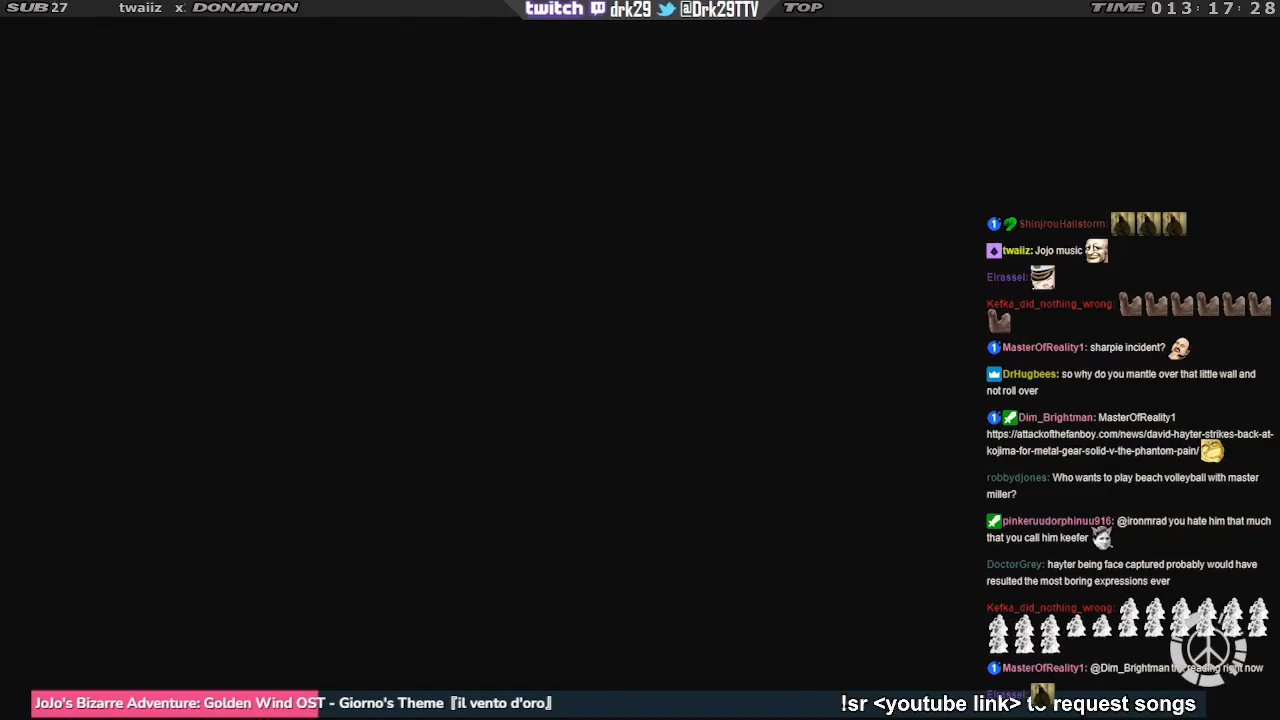 SUB 27 twaiiz x DONATION twitch drk29 @Drk29TTV TOP TIME 013:17:28
ShinjrouHailstorm:
twaiiz: Jojo music
Elrassel:
Kefka_did_nothing_wrong:
MasterOfReality1: sharpie incident?
DrHugbees: so why do you mantle over that little wall and
not roll over
Dim_Brightman: MasterOfReality1
https://attackofthefanboy.com/news/david-hayter-strikes-back-at-
kojima-for-metal-gear-solid-v-the-phantom-pain/
robbydjones: Who wants to play beach volleyball with master
miller?
pinkeruudorphinuu916: @ironmrad you hate him that much
that you call him keefer
DoctorGrey: hayter being face captured probably would have
resulted the most boring expressions ever
Kefka_did_nothing_wrong:
MasterOfReality1: @Dim_Brightman reading right now
Elrassel:
JoJo's Bizarre Adventure: Golden Wind OST - Giorno's Theme『il vento d'oro』
!sr <youtube link> to request songs